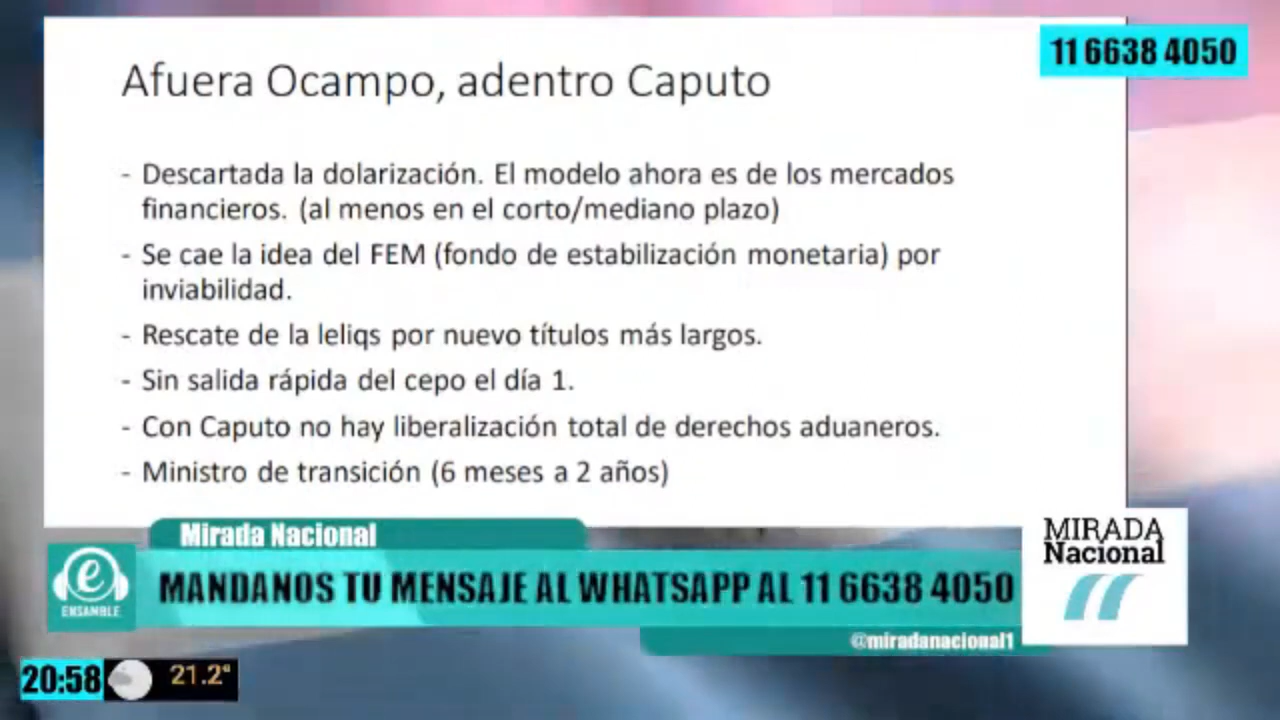 11 6638 4050
Afuera Ocampo, adentro Caputo
- Descartada la dolarización. El modelo ahora es de los mercados
financieros. (al menos en el corto/mediano plazo)
- Se cae la idea del FEM (fondo de estabilización monetaria) por
inviabilidad.
- Rescate de la leliqs por nuevo títulos más largos.
- Sin salida rápida del cepo el día 1.
- Con Caputo no hay liberalización total de derechos aduaneros.
- Ministro de transición (6 meses a 2 años)
Mirada Nacional
MIRADA
Nacional
e
ENSAMBLE
MANDANOS TU MENSAJE AL WHATSAPP AL 11 6638 4050
@miradanacional1
20:58 21.2°